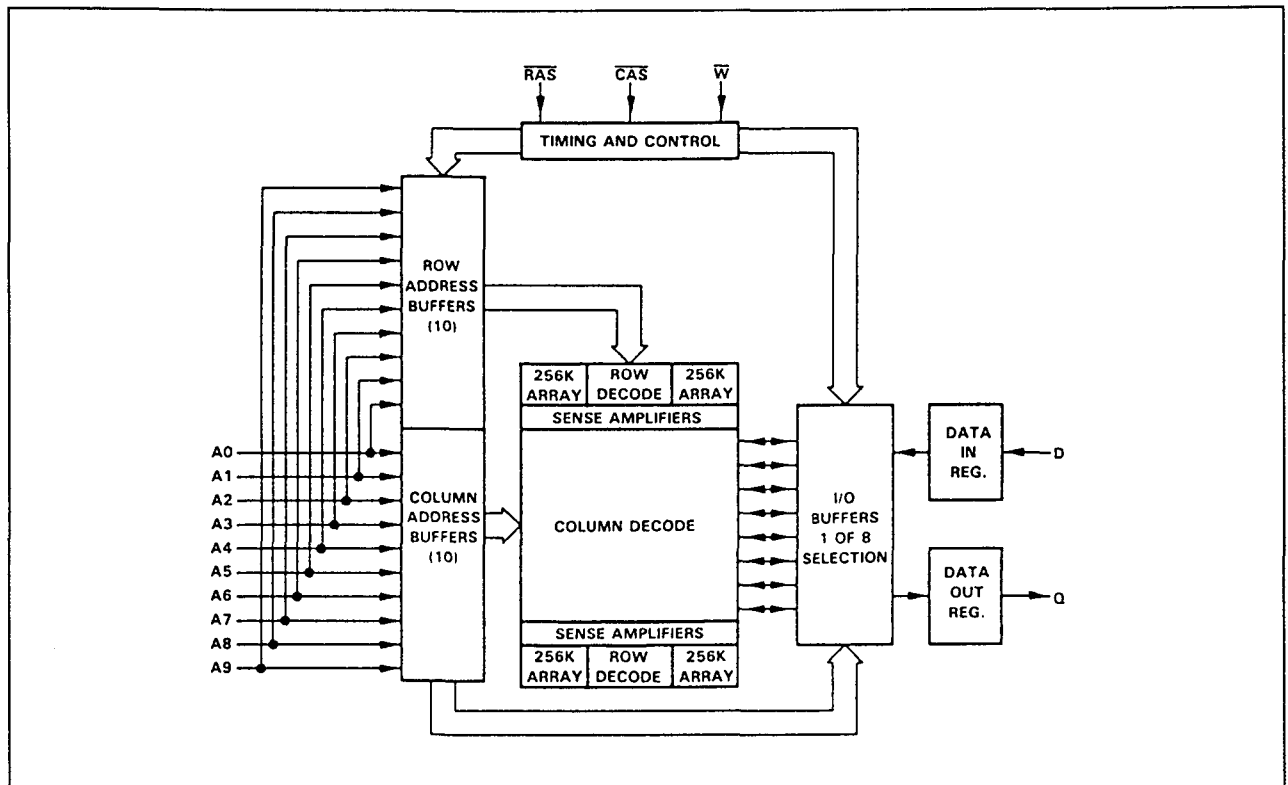 R̅A̅S̅ C̅A̅S̅ W̅
TIMING AND CONTROL
ROW
ADDRESS
BUFFERS
(10)
256K
ARRAY
ROW
DECODE
256K
ARRAY
SENSE AMPLIFIERS
A0
A1
A2
A3
A4
A5
A6
A7
A8
A9
COLUMN
ADDRESS
BUFFERS
(10)
COLUMN DECODE
I/O
BUFFERS
1 OF 8
SELECTION
DATA
IN
REG.
D
DATA
OUT
REG.
Q
SENSE AMPLIFIERS
256K
ARRAY
ROW
DECODE
256K
ARRAY